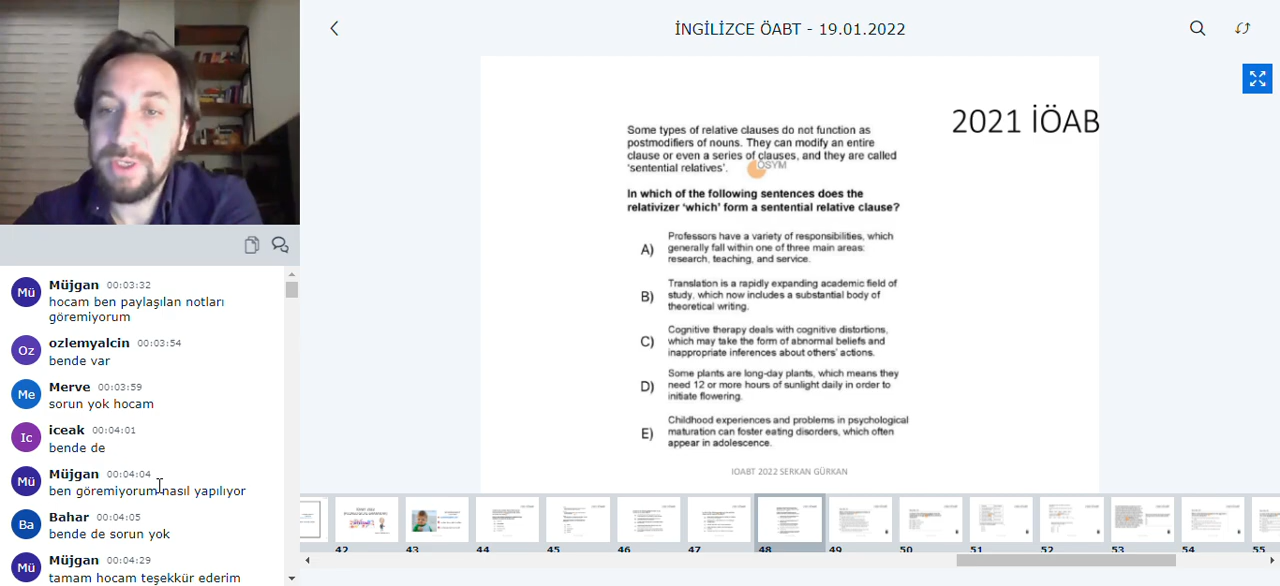 İNGİLİZCE ÖABT - 19.01.2022
2021 İÖAB
Some types of relative clauses do not function as
postmodifiers of nouns. They can modify an entire
clause or even a series of clauses, and they are called
'sentential relatives'.
ÖSYM
In which of the following sentences does the
relativizer 'which' form a sentential relative clause?
A) Professors have a variety of responsibilities, which
generally fall within one of three main areas:
research, teaching, and service.
B) Translation is a rapidly expanding academic field of
study, which now includes a substantial body of
theoretical writing.
C) Cognitive therapy deals with cognitive distortions,
which may take the form of abnormal beliefs and
inappropriate inferences about others' actions.
D) Some plants are long-day plants, which means they
need 12 or more hours of sunlight daily in order to
initiate flowering.
E) Childhood experiences and problems in psychological
maturation can foster eating disorders, which often
appear in adolescence.
IOABT 2022 SERKAN GÜRKAN
42 43 44 45 46 47 48 49 50 51 52 53 54 55
Mü
Müjgan 00:03:32
hocam ben paylaşılan notları
göremiyorum
Oz
ozlemyalcin 00:03:54
bende var
Me
Merve 00:03:59
sorun yok hocam
Ic
iceak 00:04:01
bende de
Mü
Müjgan 00:04:04
ben göremiyorum nasıl yapılıyor
Ba
Bahar 00:04:05
bende de sorun yok
Mü
Müjgan 00:04:29
tamam hocam teşekkür ederim